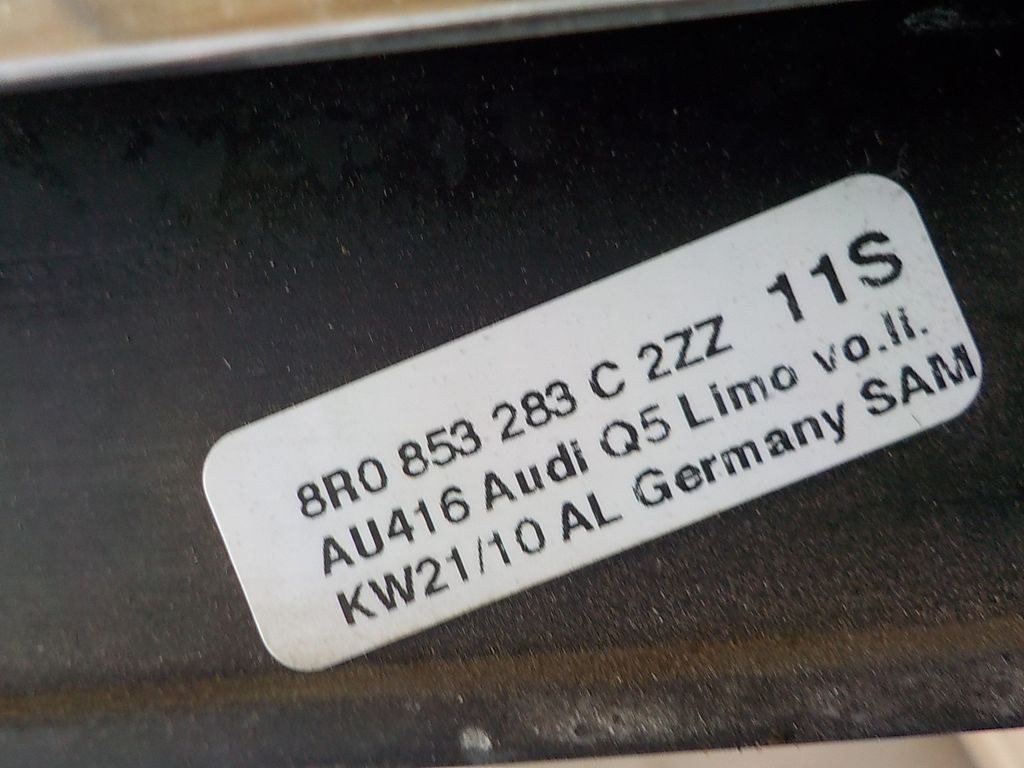 8R0 853 283 C 2ZZ 11S
AU416 Audi Q5 Limo vo.li.
KW21/10 AL Germany SAM